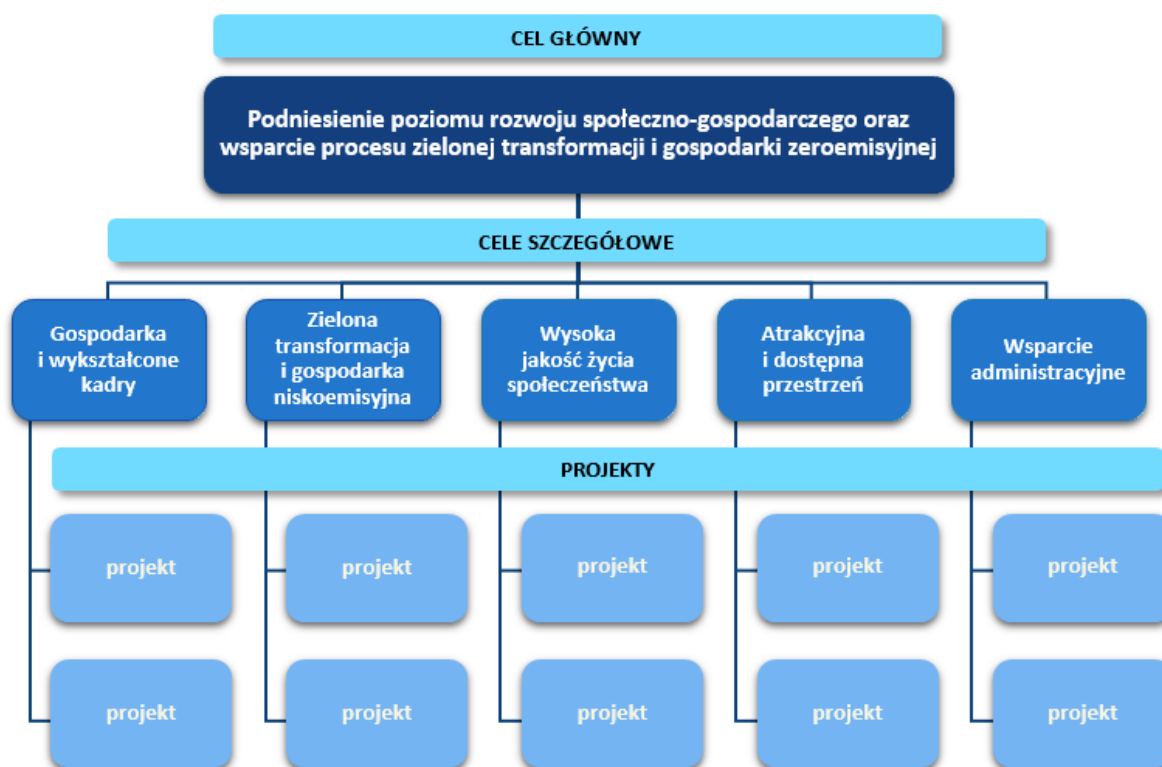 CEL GŁÓWNY
Podniesienie poziomu rozwoju społeczno-gospodarczego oraz
wsparcie procesu zielonej transformacji i gospodarki zeroemisyjnej
CELE SZCZEGÓŁOWE
Gospodarka
i wykształcone
kadry
Zielona
transformacja
i gospodarka
niskoemisyjna
Wysoka
jakość życia
społeczeństwa
Atrakcyjna
i dostępna
przestrzeń
Wsparcie
administracyjne
PROJEKTY
projekt
projekt
projekt
projekt
projekt
projekt
projekt
projekt
projekt
projekt